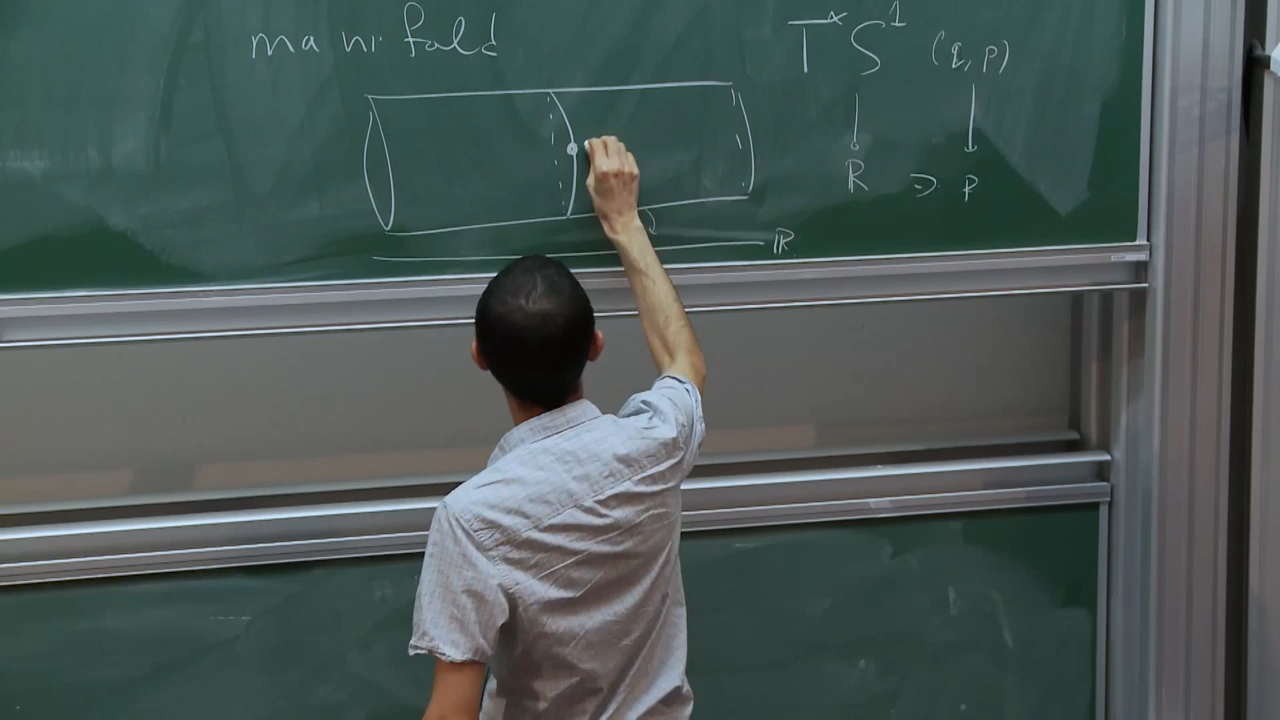 manifold
T* S¹ (q, p)
↓ ↓
ℝ ∋ p
ℝ